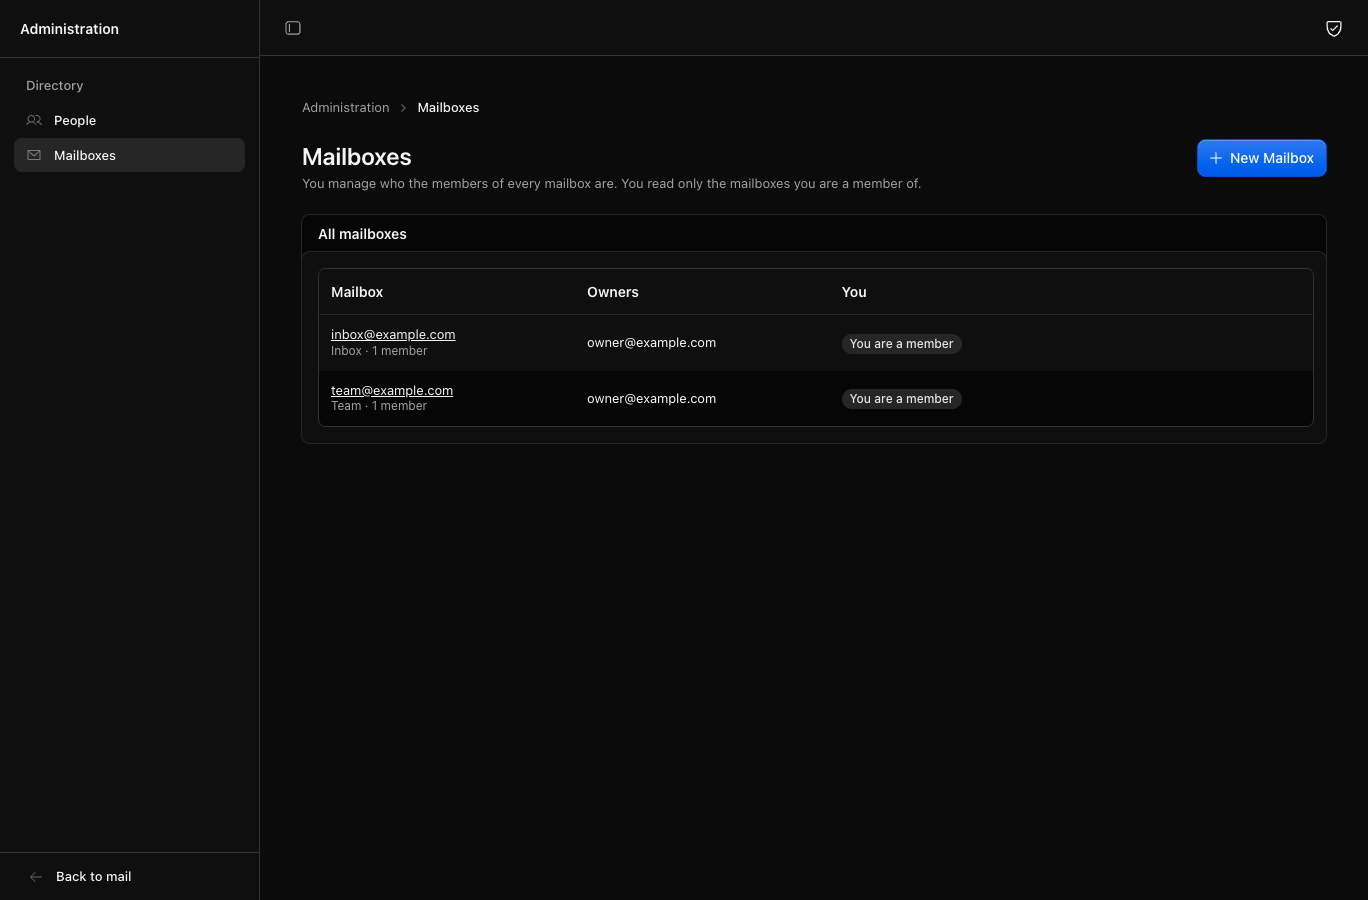 Administration
Directory
People
Mailboxes
Back to mail
Administration > Mailboxes
Mailboxes
You manage who the members of every mailbox are. You read only the mailboxes you are a member of.
New Mailbox
All mailboxes
Mailbox Owners You
inbox@example.com
Inbox · 1 member
owner@example.com
You are a member
team@example.com
Team · 1 member
owner@example.com
You are a member